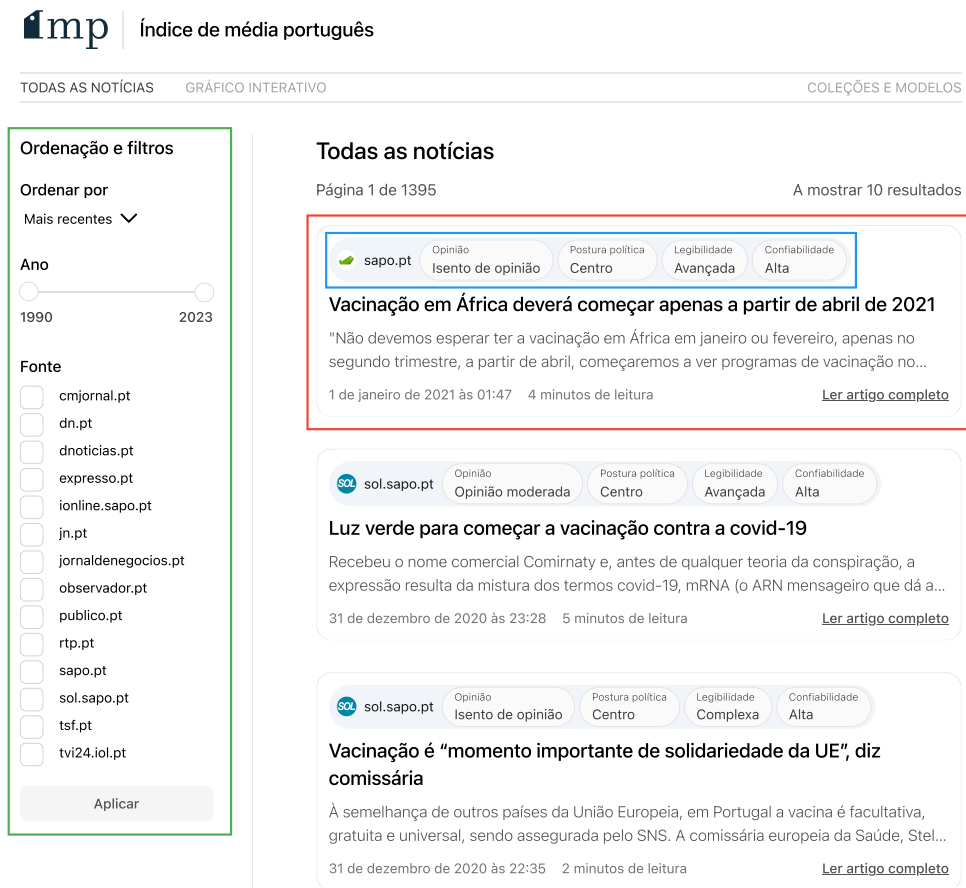 imp Índice de média português
TODAS AS NOTÍCIAS GRÁFICO INTERATIVO COLEÇÕES E MODELOS
Ordenação e filtros
Ordenar por
Mais recentes
Ano
1990 2023
Fonte
cmjornal.pt
dn.pt
dnoticias.pt
expresso.pt
ionline.sapo.pt
jn.pt
jornaldenegocios.pt
observador.pt
publico.pt
rtp.pt
sapo.pt
sol.sapo.pt
tsf.pt
tvi24.iol.pt
Aplicar
Todas as notícias
Página 1 de 1395 A mostrar 10 resultados
sapo.pt Opinião Isento de opinião Postura política Centro Legibilidade Avançada Confiabilidade Alta
Vacinação em África deverá começar apenas a partir de abril de 2021
"Não devemos esperar ter a vacinação em África em janeiro ou fevereiro, apenas no
segundo trimestre, a partir de abril, começaremos a ver programas de vacinação no...
1 de janeiro de 2021 às 01:47 4 minutos de leitura Ler artigo completo
SOL sol.sapo.pt Opinião Opinião moderada Postura política Centro Legibilidade Avançada Confiabilidade Alta
Luz verde para começar a vacinação contra a covid-19
Recebeu o nome comercial Comirnaty e, antes de qualquer teoria da conspiração, a
expressão resulta da mistura dos termos covid-19, mRNA (o ARN mensageiro que dá a...
31 de dezembro de 2020 às 23:28 5 minutos de leitura Ler artigo completo
SOL sol.sapo.pt Opinião Isento de opinião Postura política Centro Legibilidade Complexa Confiabilidade Alta
Vacinação é “momento importante de solidariedade da UE”, diz
comissária
À semelhança de outros países da União Europeia, em Portugal a vacina é facultativa,
gratuita e universal, sendo assegurada pelo SNS. A comissária europeia da Saúde, Stel...
31 de dezembro de 2020 às 22:35 2 minutos de leitura Ler artigo completo